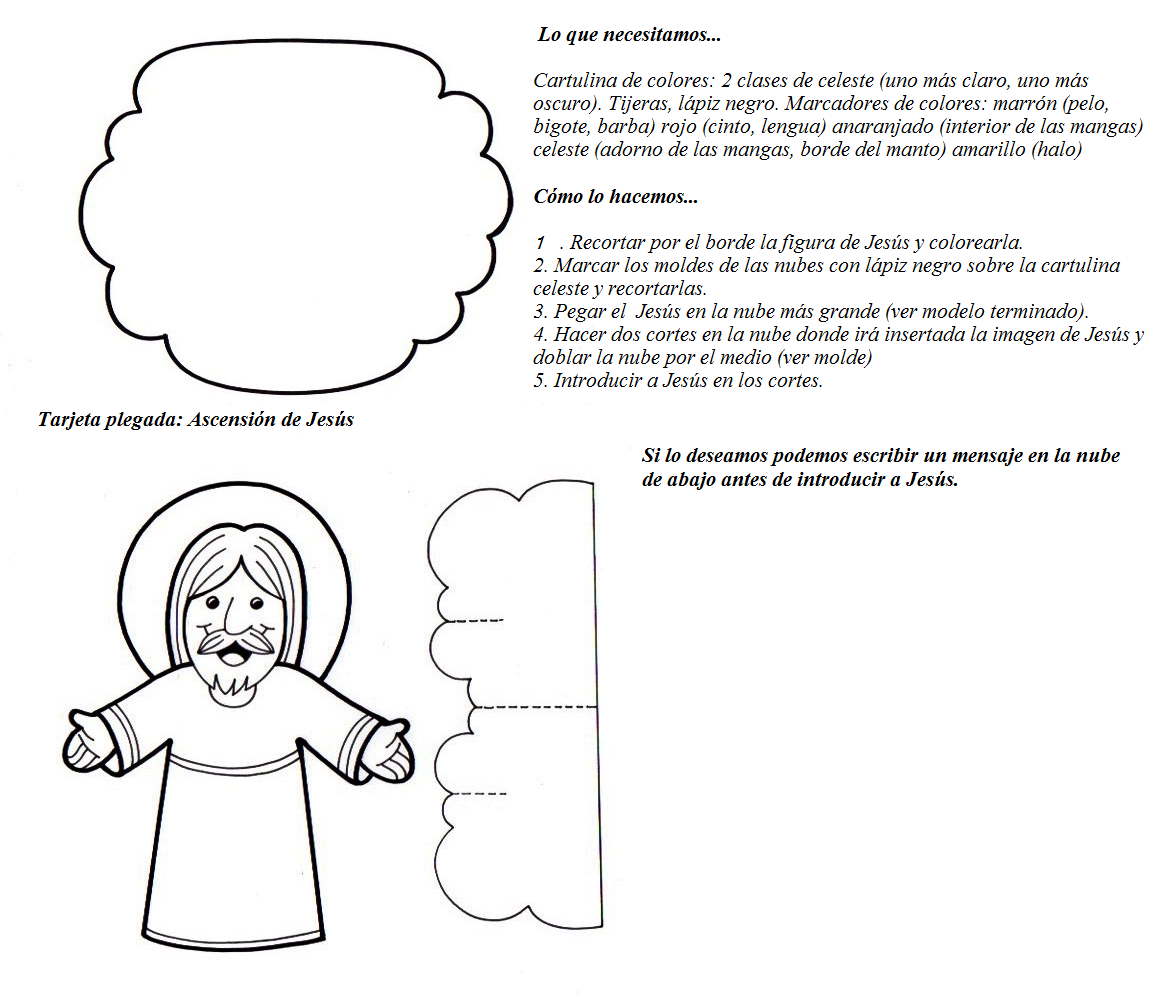 Lo que necesitamos...
Cartulina de colores: 2 clases de celeste (uno más claro, uno más
oscuro). Tijeras, lápiz negro. Marcadores de colores: marrón (pelo,
bigote, barba) rojo (cinto, lengua) anaranjado (interior de las mangas)
celeste (adorno de las mangas, borde del manto) amarillo (halo)
Cómo lo hacemos...
1 . Recortar por el borde la figura de Jesús y colorearla.
2. Marcar los moldes de las nubes con lápiz negro sobre la cartulina
celeste y recortarlas.
3. Pegar el Jesús en la nube más grande (ver modelo terminado).
4. Hacer dos cortes en la nube donde irá insertada la imagen de Jesús y
doblar la nube por el medio (ver molde)
5. Introducir a Jesús en los cortes.
Tarjeta plegada: Ascensión de Jesús
Si lo deseamos podemos escribir un mensaje en la nube
de abajo antes de introducir a Jesús.